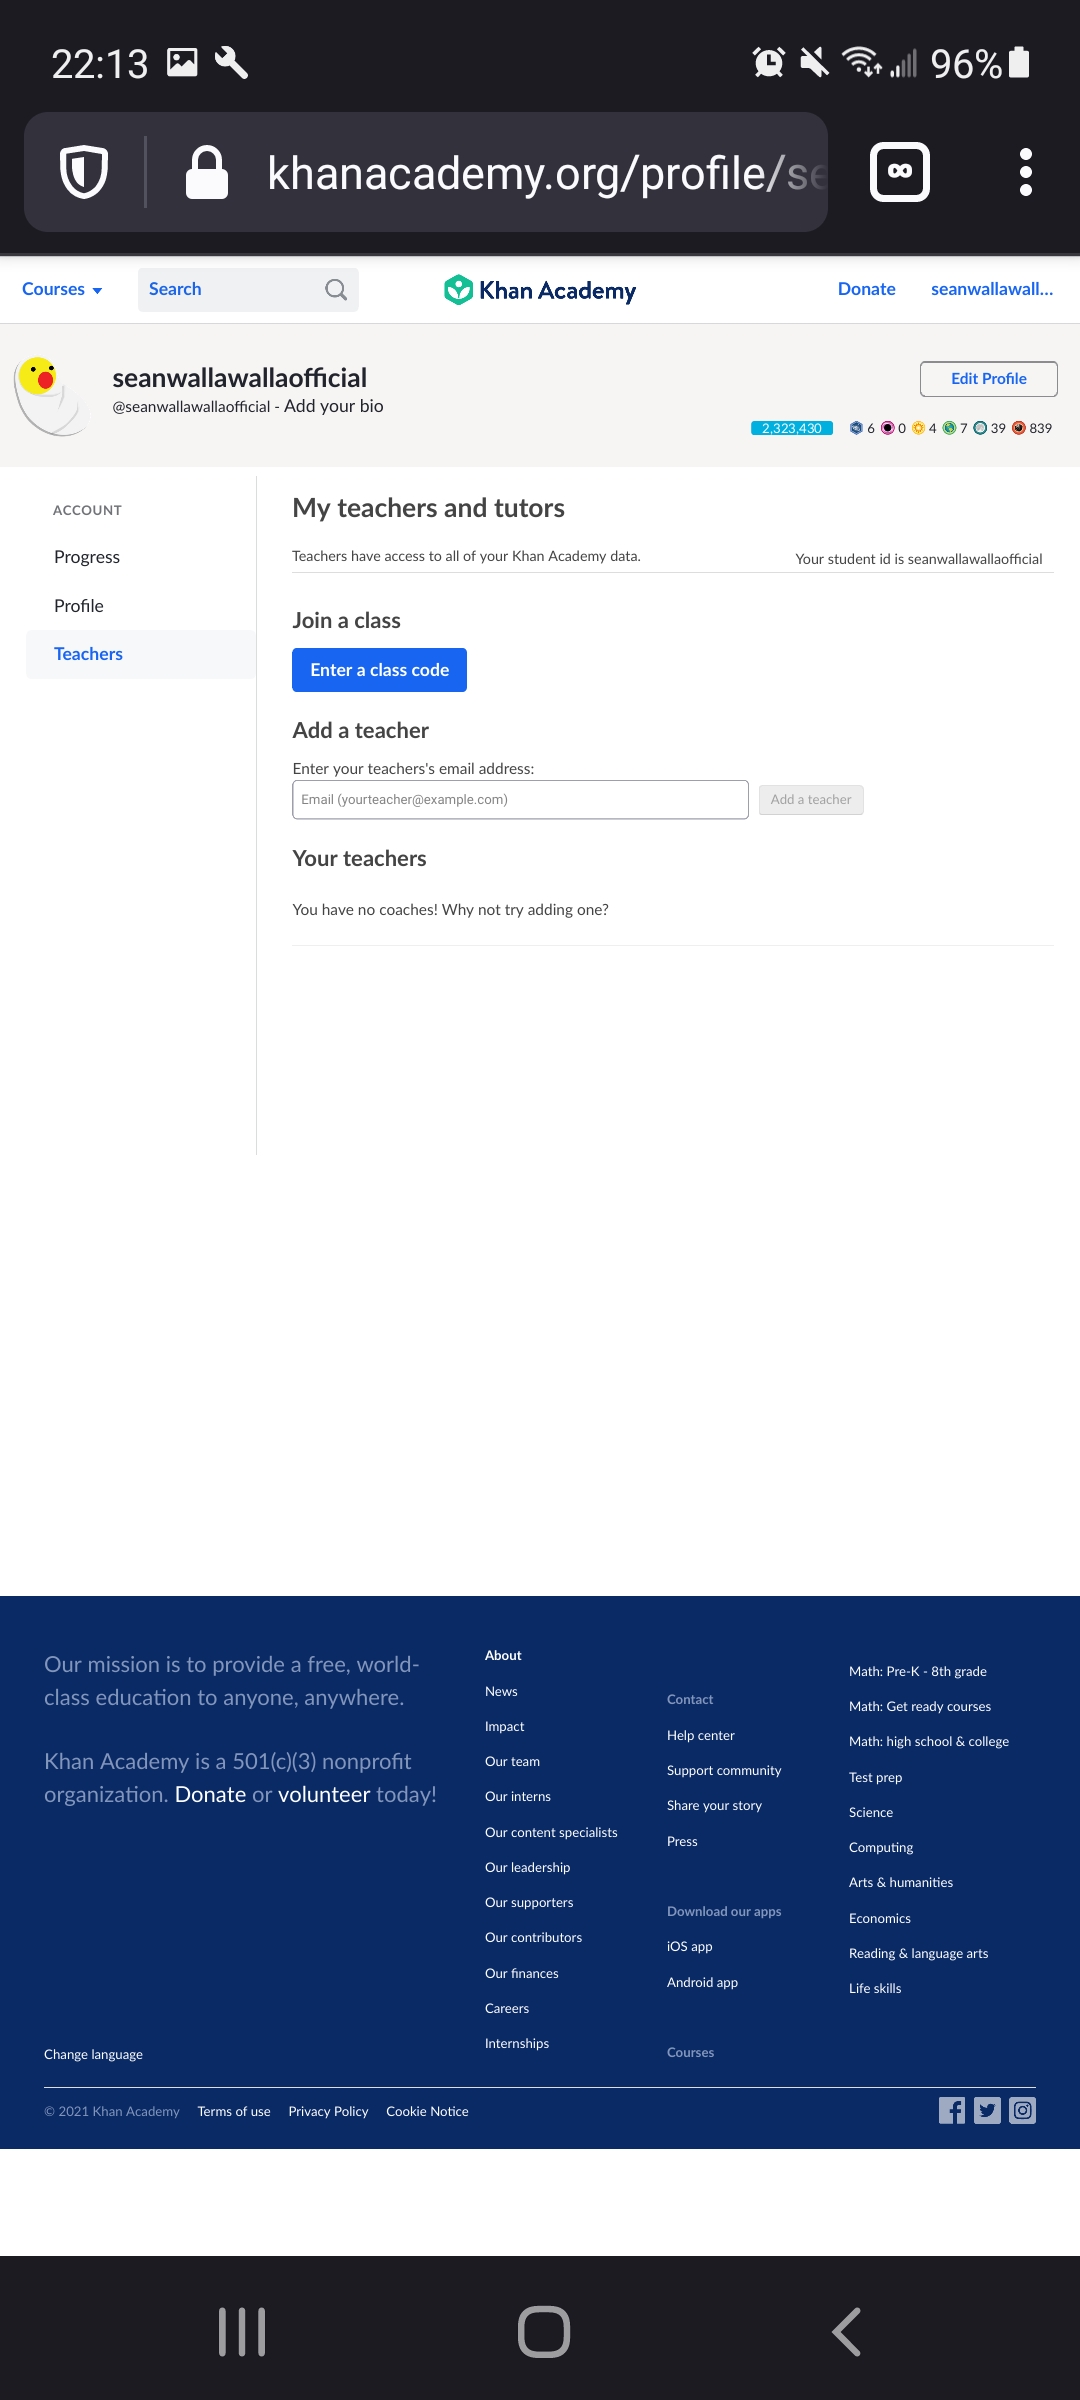 22:13
96%
khanacademy.org/profile/se
Courses
Search
Khan Academy
Donate
seanwallawall...
seanwallawallaofficial
@seanwallawallaofficial - Add your bio
Edit Profile
2,323,430 6 0 4 7 39 839
ACCOUNT
Progress
Profile
Teachers
My teachers and tutors
Teachers have access to all of your Khan Academy data.
Your student id is seanwallawallaofficial
Join a class
Enter a class code
Add a teacher
Enter your teachers's email address:
Email (yourteacher@example.com)
Add a teacher
Your teachers
You have no coaches! Why not try adding one?
Our mission is to provide a free, world-
class education to anyone, anywhere.
Khan Academy is a 501(c)(3) nonprofit
organization. Donate or volunteer today!
About
News
Impact
Our team
Our interns
Our content specialists
Our leadership
Our supporters
Our contributors
Our finances
Careers
Internships
Contact
Help center
Support community
Share your story
Press
Download our apps
iOS app
Android app
Courses
Math: Pre-K - 8th grade
Math: Get ready courses
Math: high school & college
Test prep
Science
Computing
Arts & humanities
Economics
Reading & language arts
Life skills
Change language
© 2021 Khan Academy
Terms of use
Privacy Policy
Cookie Notice